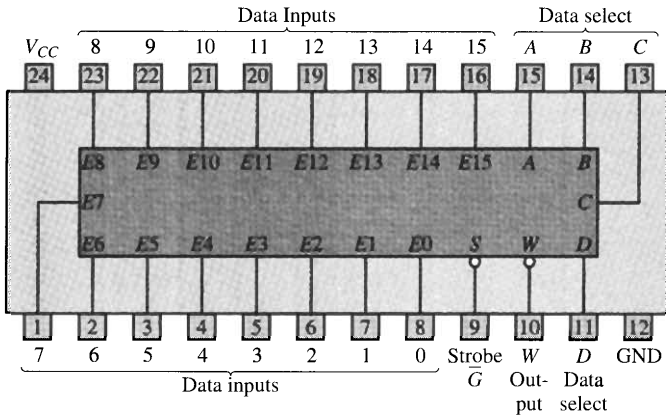 Data Inputs Data select
V_CC 8 9 10 11 12 13 14 15 A B C
24 23 22 21 20 19 18 17 16 15 14 13
E8 E9 E10 E11 E12 E13 E14 E15 A B
E7 C
E6 E5 E4 E3 E2 E1 E0 S W D
1 2 3 4 5 6 7 8 9 10 11 12
7 6 5 4 3 2 1 0 Strobe W D GND
Data inputs G̅ Out- Data
put select